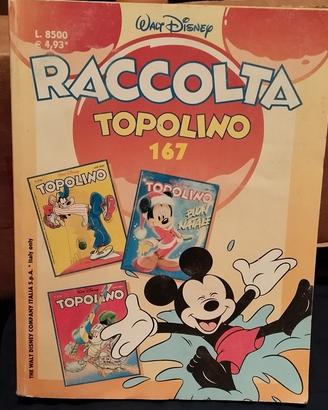 WALT DISNEY
L. 8500
€ 4,93*
RACCOLTA
TOPOLINO
167
TOPOLINO
TOPOLINO
BUON
NATALE
TOPOLINO
THE WALT DISNEY COMPANY ITALIA S.p.A. * Italy only